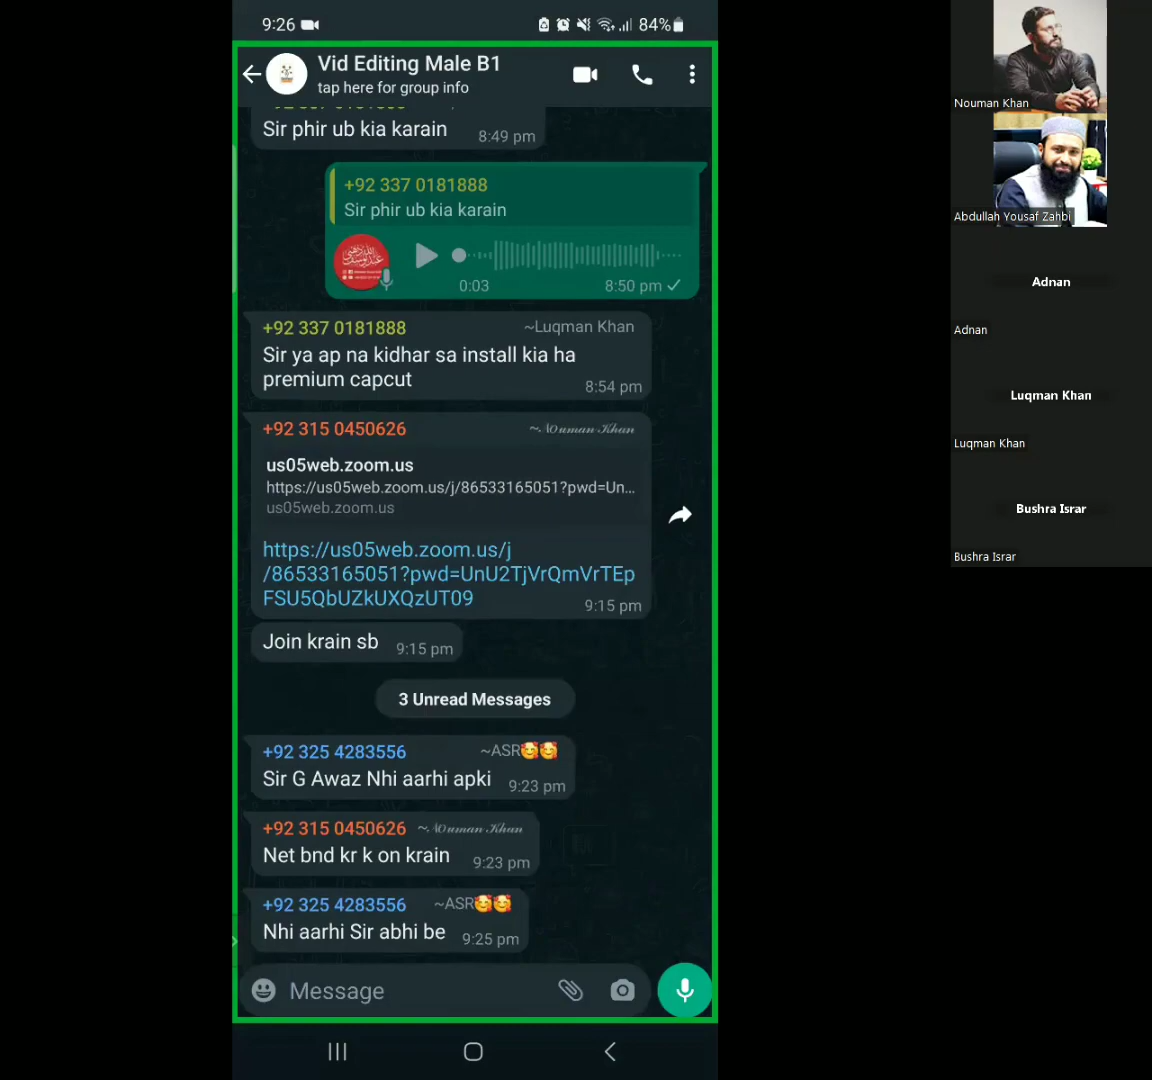 9:26
84%
Vid Editing Male B1
tap here for group info
Sir phir ub kia karain
8:49 pm
+92 337 0181888
Sir phir ub kia karain
0:03
8:50 pm
+92 337 0181888
~Luqman Khan
Sir ya ap na kidhar sa install kia ha
premium capcut
8:54 pm
+92 315 0450626
~Nouman Khan
us05web.zoom.us
https://us05web.zoom.us/j/86533165051?pwd=Un...
us05web.zoom.us
https://us05web.zoom.us/j
/86533165051?pwd=UnU2TjVrQmVrTEp
FSU5QbUZkUXQzUT09
9:15 pm
Join krain sb
9:15 pm
3 Unread Messages
+92 325 4283556
~ASR🥰🥰
Sir G Awaz Nhi aarhi apki
9:23 pm
+92 315 0450626
~Nouman Khan
Net bnd kr k on krain
9:23 pm
+92 325 4283556
~ASR🥰🥰
Nhi aarhi Sir abhi be
9:25 pm
Message
Nouman Khan
Abdullah Yousaf Zahbi
Adnan
Adnan
Luqman Khan
Luqman Khan
Bushra Israr
Bushra Israr